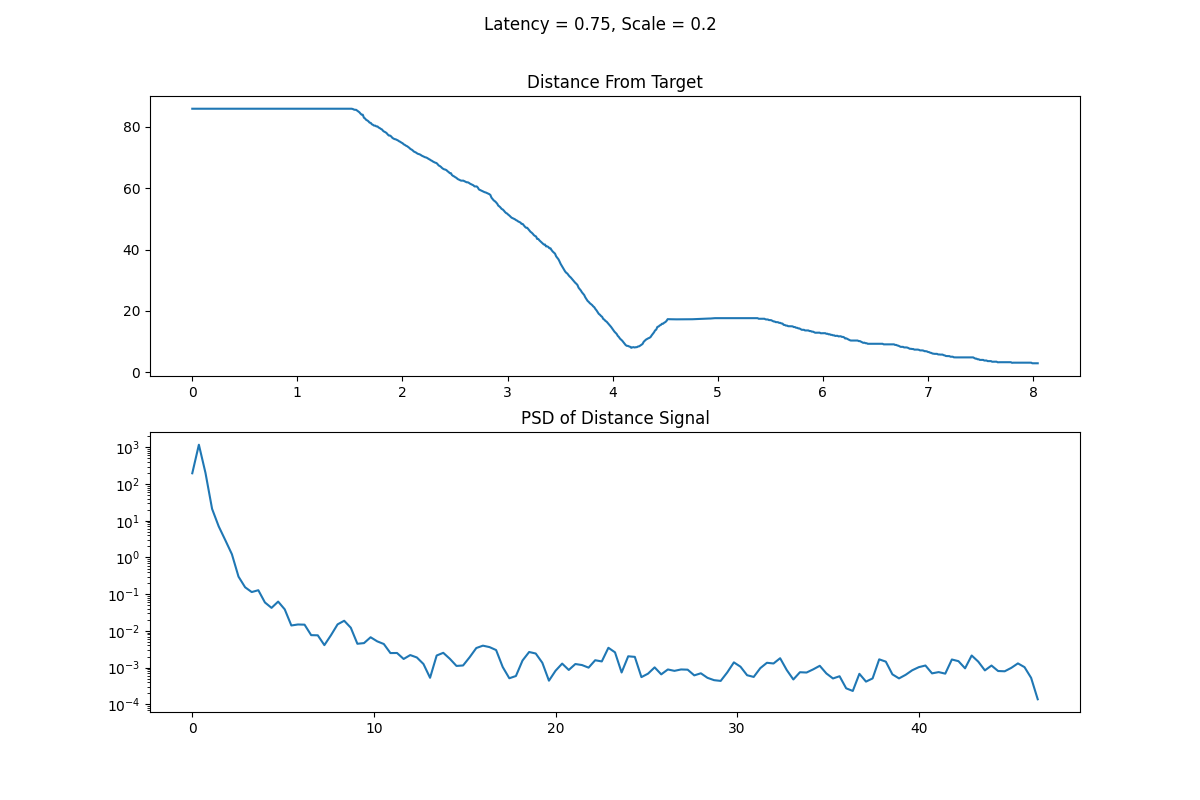 Latency = 0.75, Scale = 0.2
Distance From Target
80
60
40
20
0
0 1 2 3 4 5 6 7 8
PSD of Distance Signal
10³
10²
10¹
10⁰
10⁻¹
10⁻²
10⁻³
10⁻⁴
0 10 20 30 40